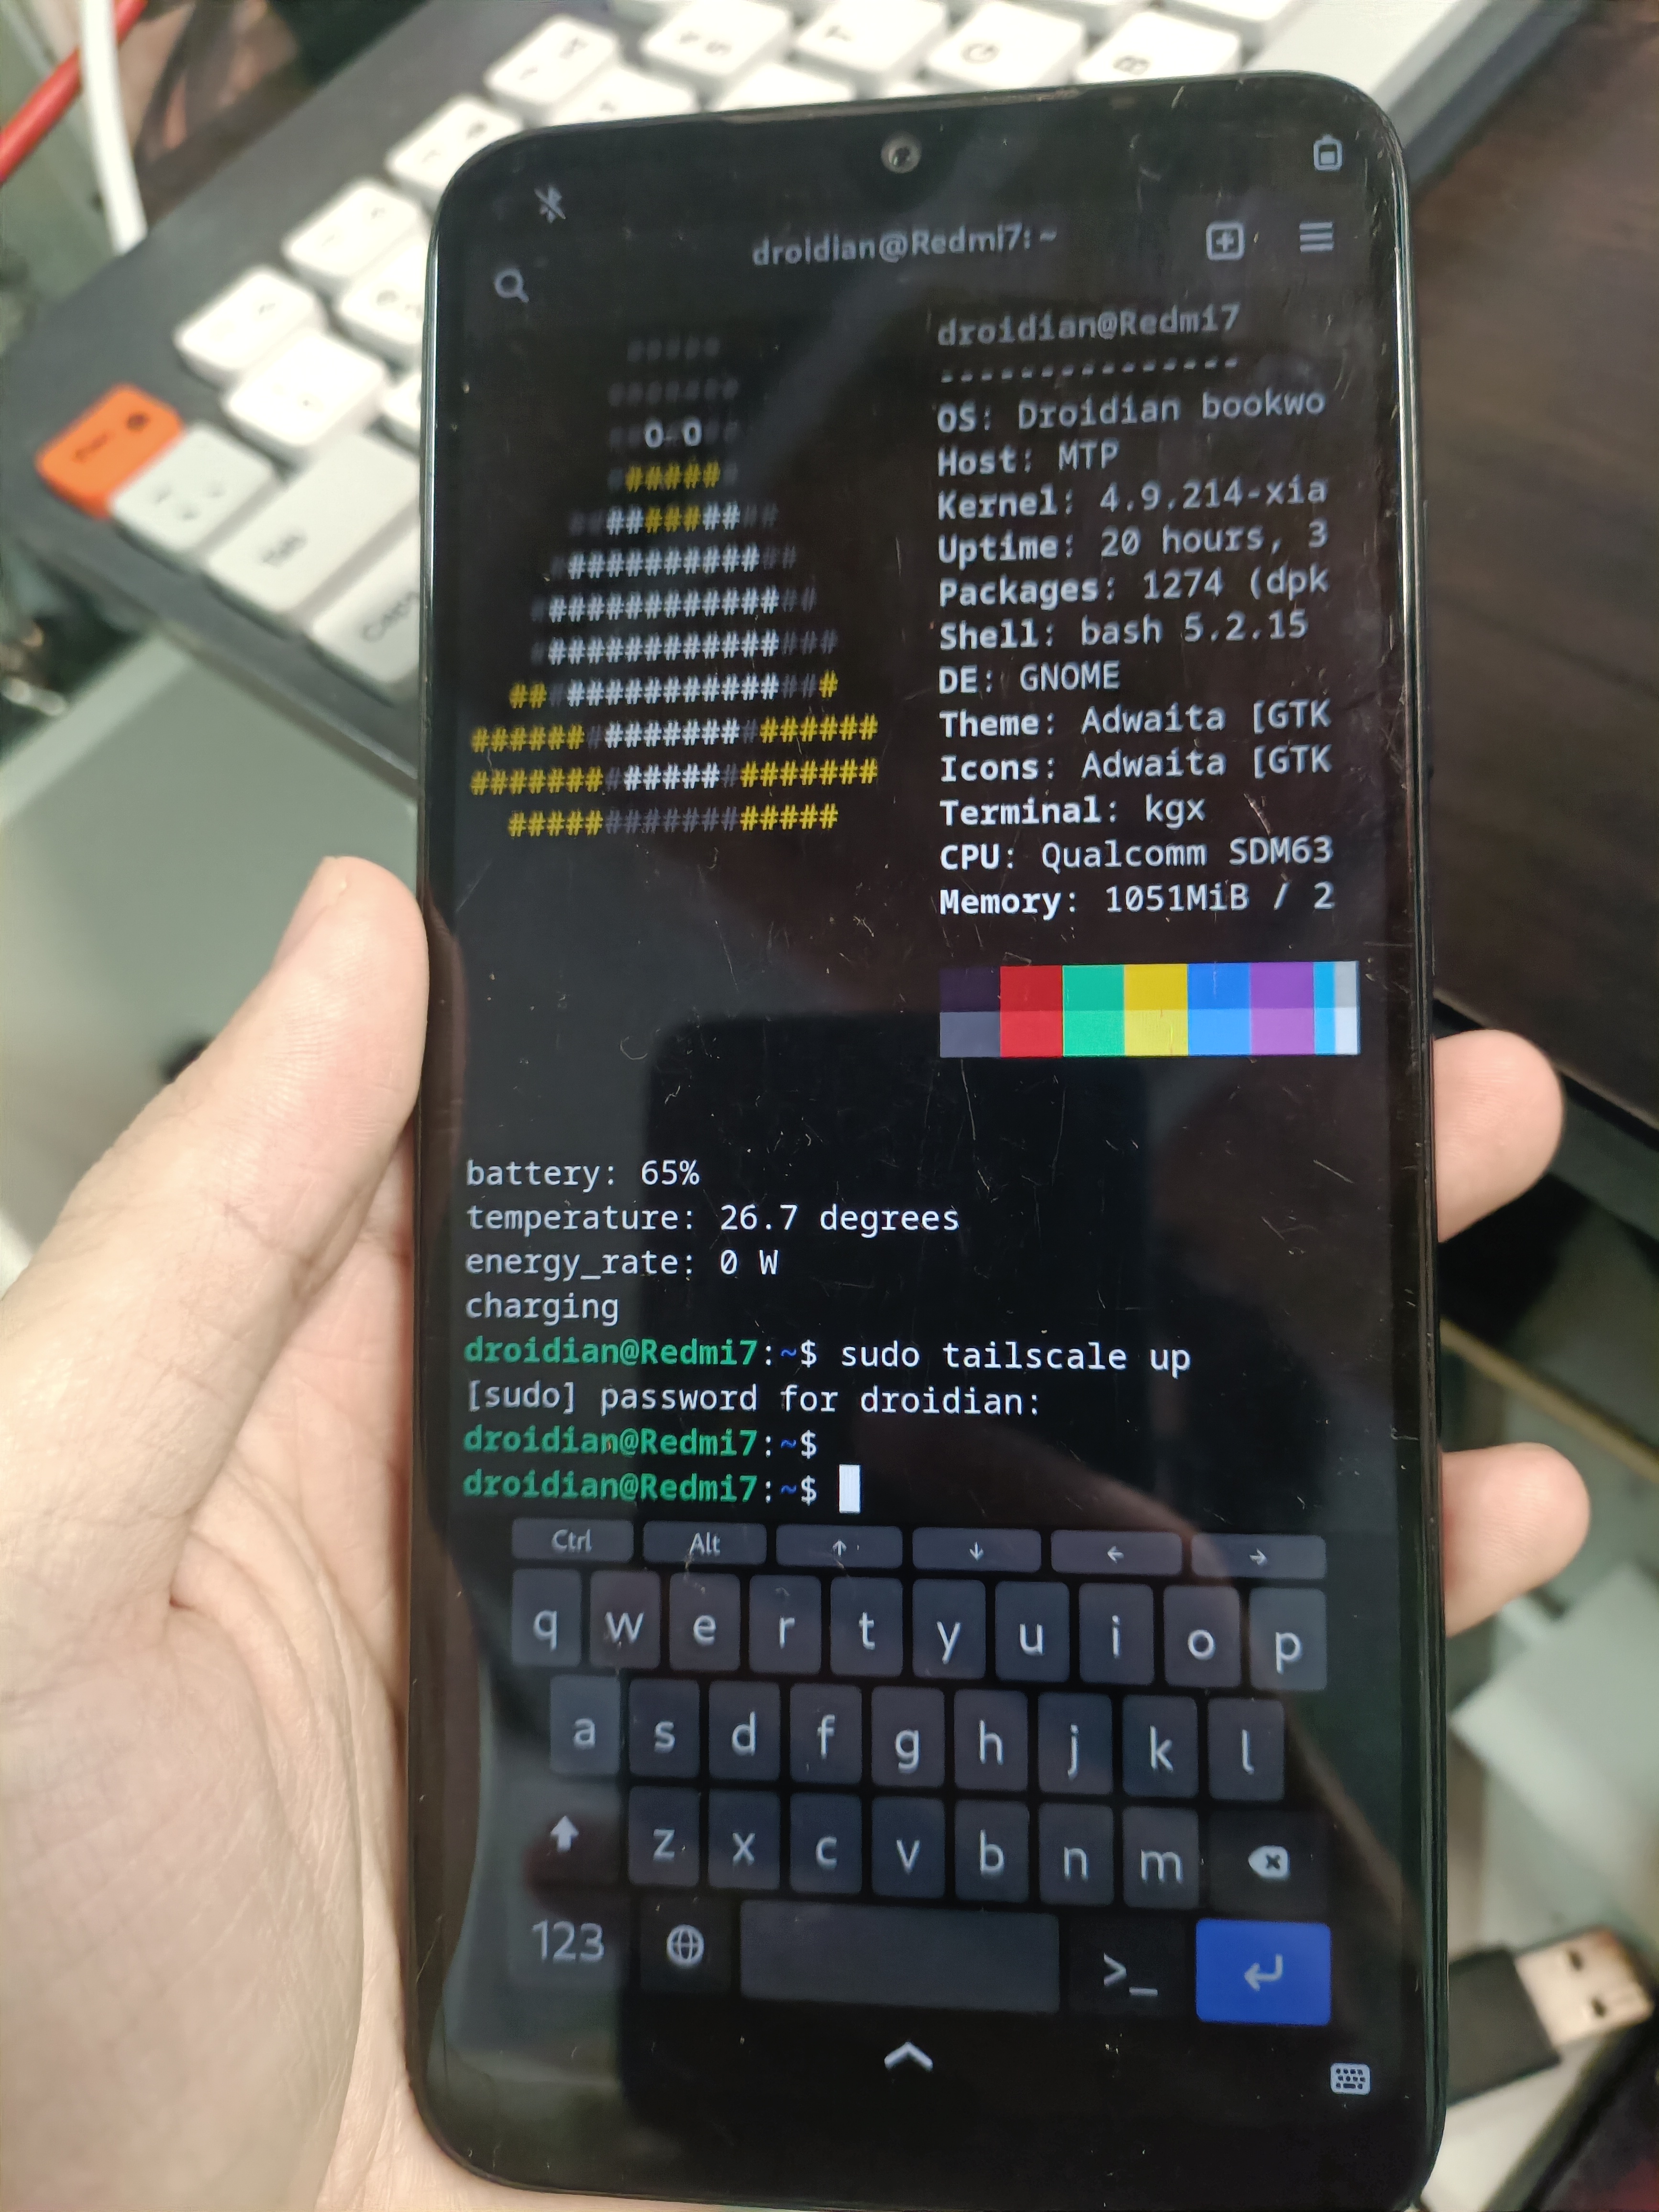 droidian@Redmi7: ~
droidian@Redmi7
---------------
OS: Droidian bookwo
Host: MTP
Kernel: 4.9.214-xia
Uptime: 20 hours, 3
Packages: 1274 (dpk
Shell: bash 5.2.15
DE: GNOME
Theme: Adwaita [GTK
Icons: Adwaita [GTK
Terminal: kgx
CPU: Qualcomm SDM63
Memory: 1051MiB / 2
#####
#######
##O#O##
#######
###########
#############
###############
################
##################
#####################
#####################
#################
battery: 65%
temperature: 26.7 degrees
energy_rate: 0 W
charging
droidian@Redmi7:~$ sudo tailscale up
[sudo] password for droidian:
droidian@Redmi7:~$
droidian@Redmi7:~$
Ctrl Alt ↑ ↓ ← →
q w e r t y u i o p
a s d f g h j k l
z x c v b n m
123 >_